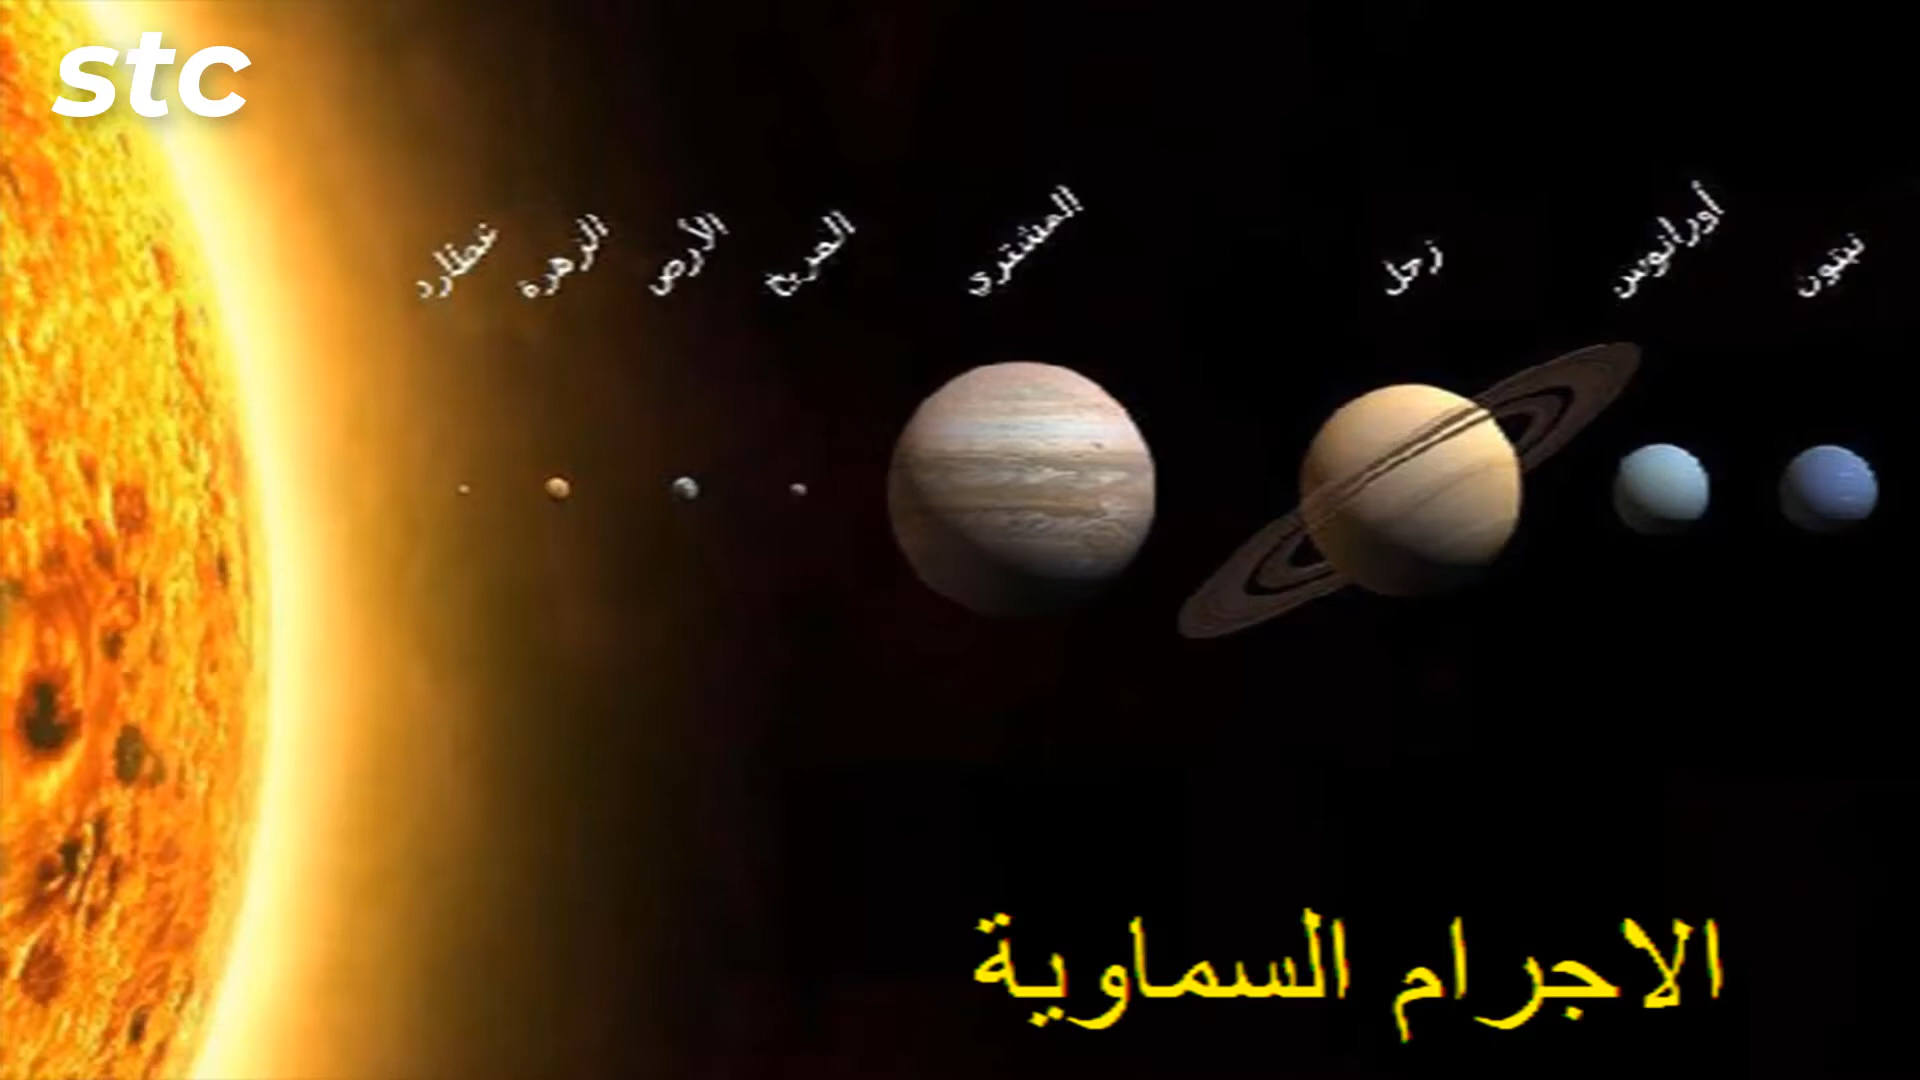 stc
عطارد
الزهرة
الأرض
المريخ
المشتري
زحل
أورانوس
نبتون
الاجرام السماوية